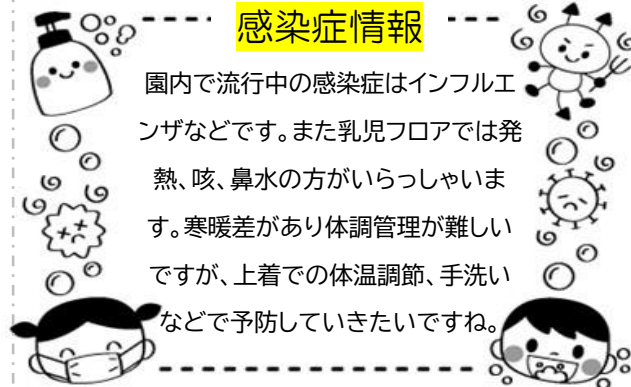 感染症情報
園内で流行中の感染症はインフルエ
ンザなどです。また乳児フロアでは発
熱、咳、鼻水の方がいらっしゃいま
す。寒暖差があり体調管理が難しい
ですが、上着での体温調節、手洗い
などで予防していきたいですね。